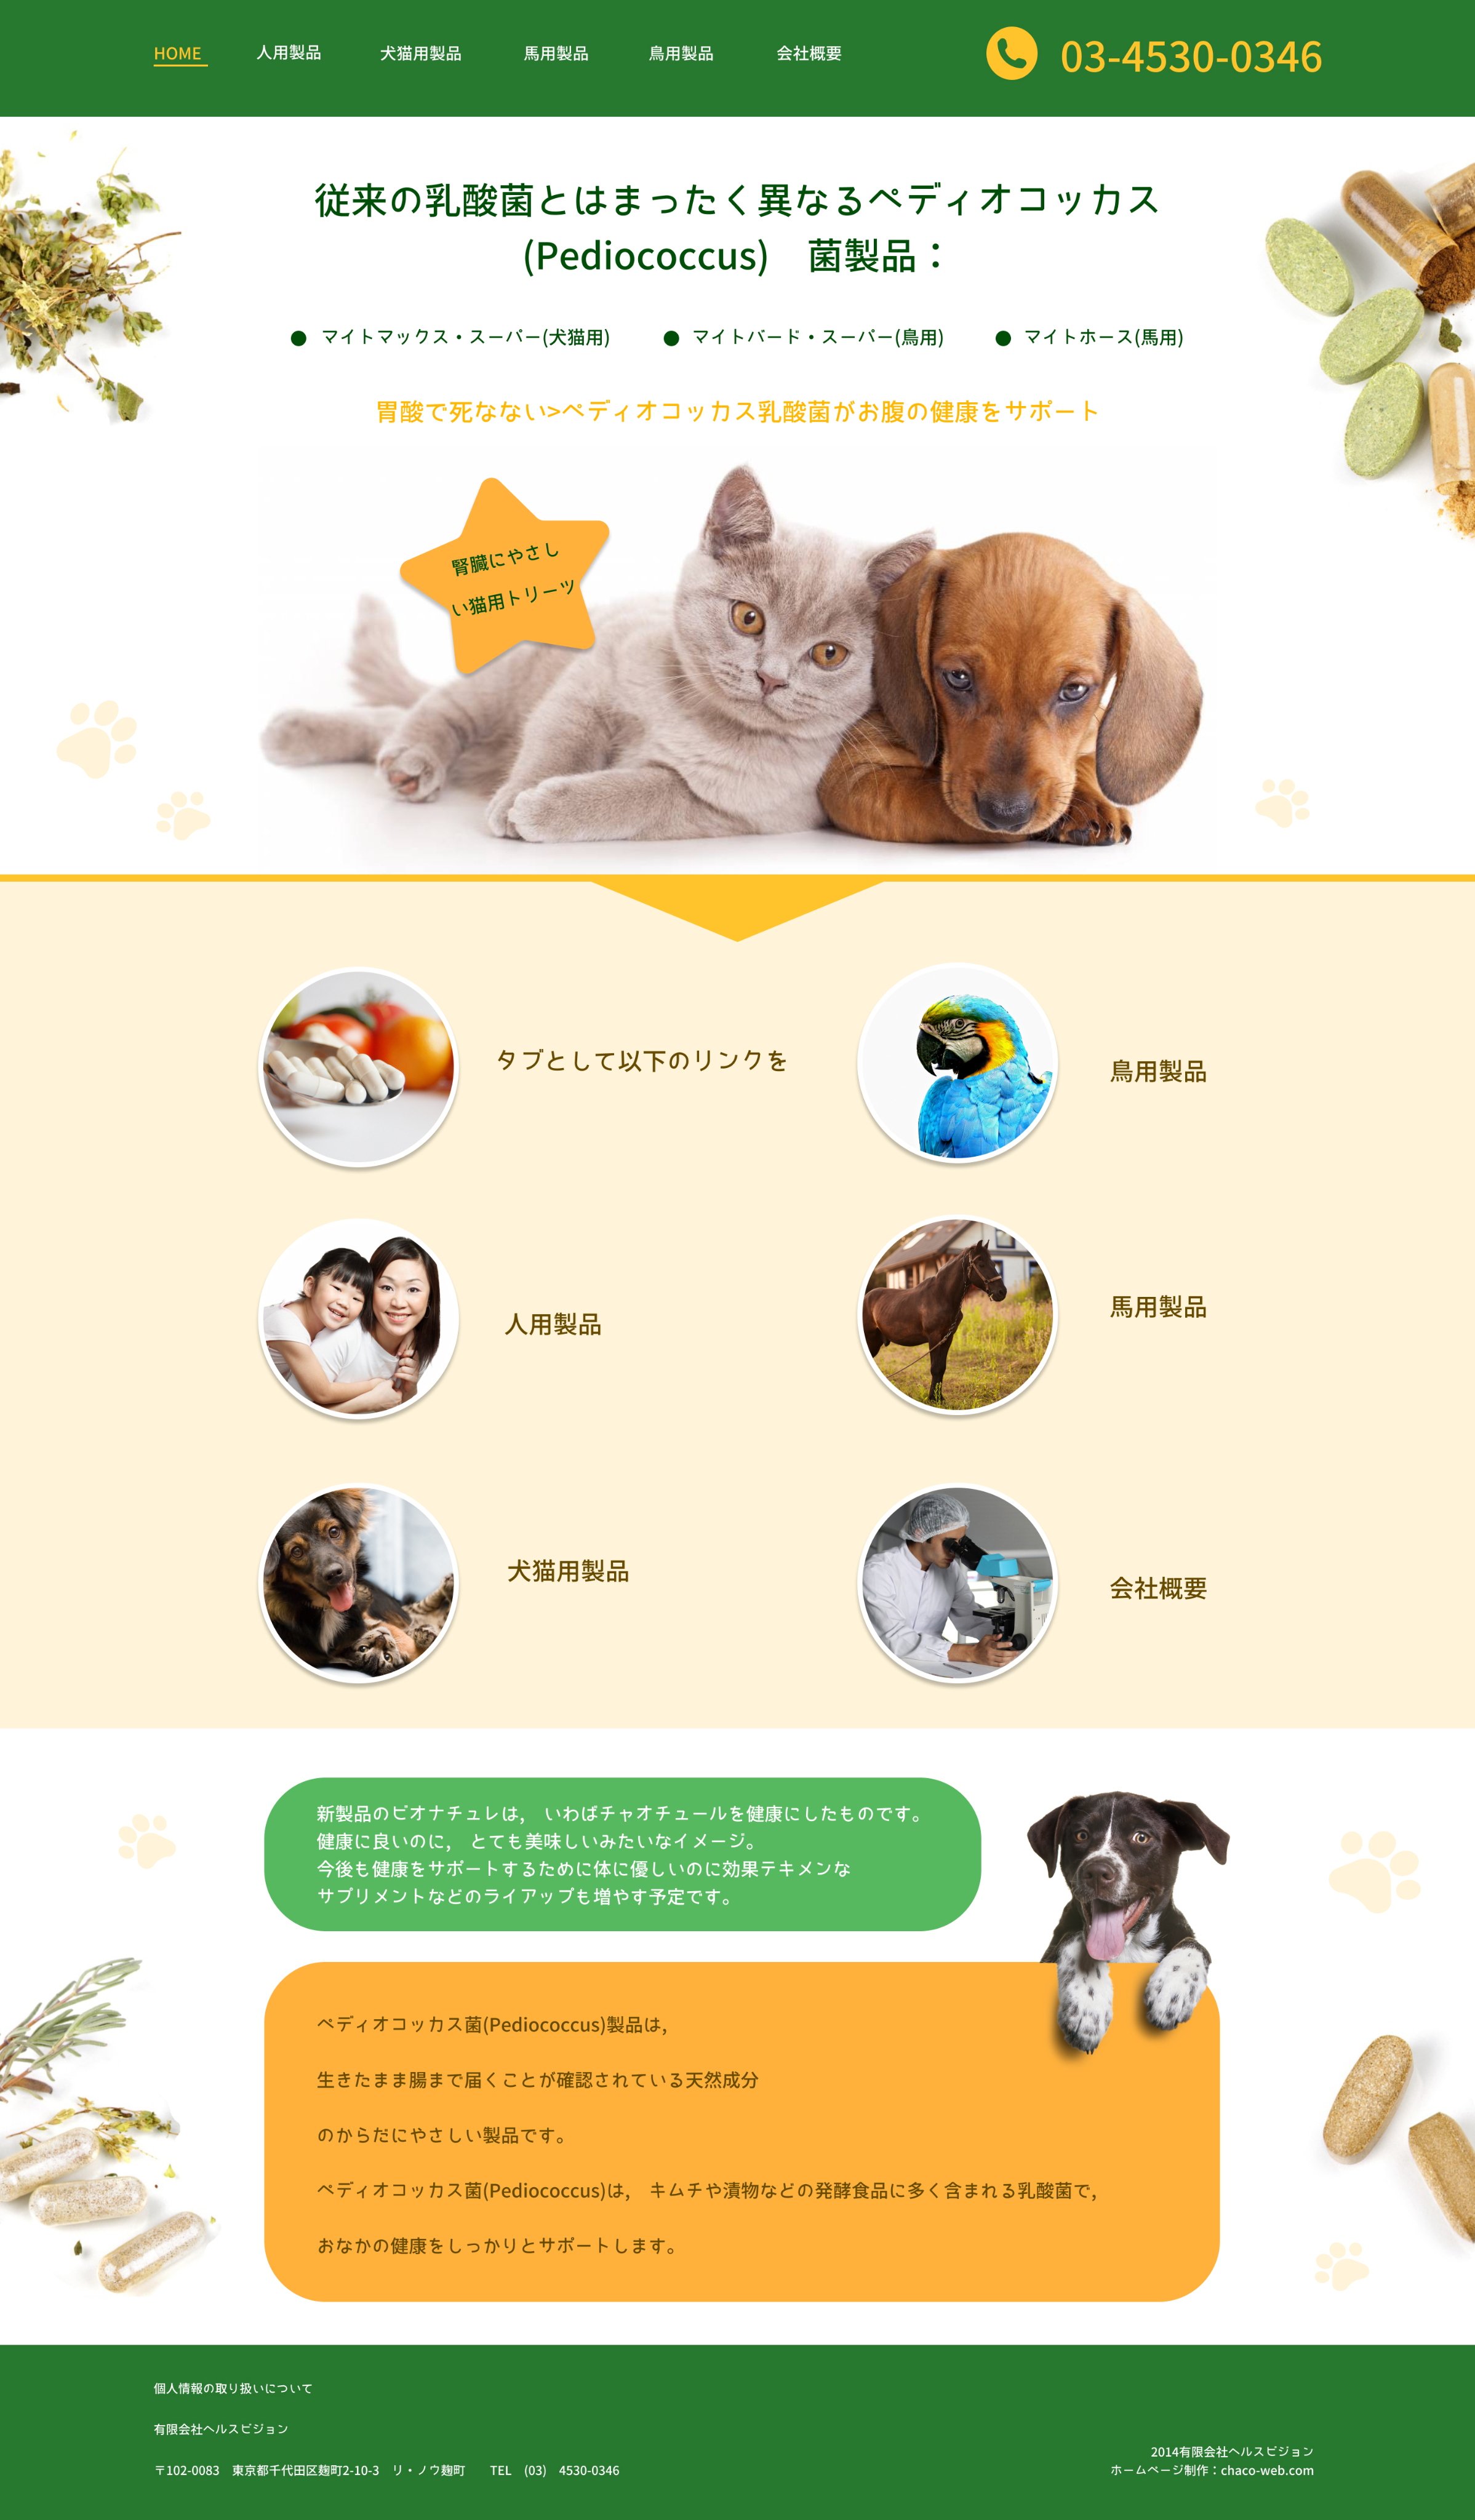 HOME
人用製品
犬猫用製品
馬用製品
鳥用製品
会社概要
03-4530-0346
従来の乳酸菌とはまったく異なるペディオコッカス
(Pediococcus)　菌製品：
● マイトマックス・スーパー(犬猫用)
● マイトバード・スーパー(鳥用)
● マイトホース(馬用)
胃酸で死なない>ペディオコッカス乳酸菌がお腹の健康をサポート
腎臓にやさし
い猫用トリーツ
タブとして以下のリンクを
鳥用製品
人用製品
馬用製品
犬猫用製品
会社概要
新製品のビオナチュレは,　いわばチャオチュールを健康にしたものです。
健康に良いのに,　とても美味しいみたいなイメージ。
今後も健康をサポートするために体に優しいのに効果テキメンな
サプリメントなどのライアップも増やす予定です。
ペディオコッカス菌(Pediococcus)製品は,
生きたまま腸まで届くことが確認されている天然成分
のからだにやさしい製品です。
ペディオコッカス菌(Pediococcus)は,　キムチや漬物などの発酵食品に多く含まれる乳酸菌で,
おなかの健康をしっかりとサポートします。
個人情報の取り扱いについて
有限会社ヘルスビジョン
〒102-0083　東京都千代田区麹町2-10-3　リ・ノウ麹町　　TEL　(03)　4530-0346
2014有限会社ヘルスビジョン
ホームページ制作：chaco-web.com